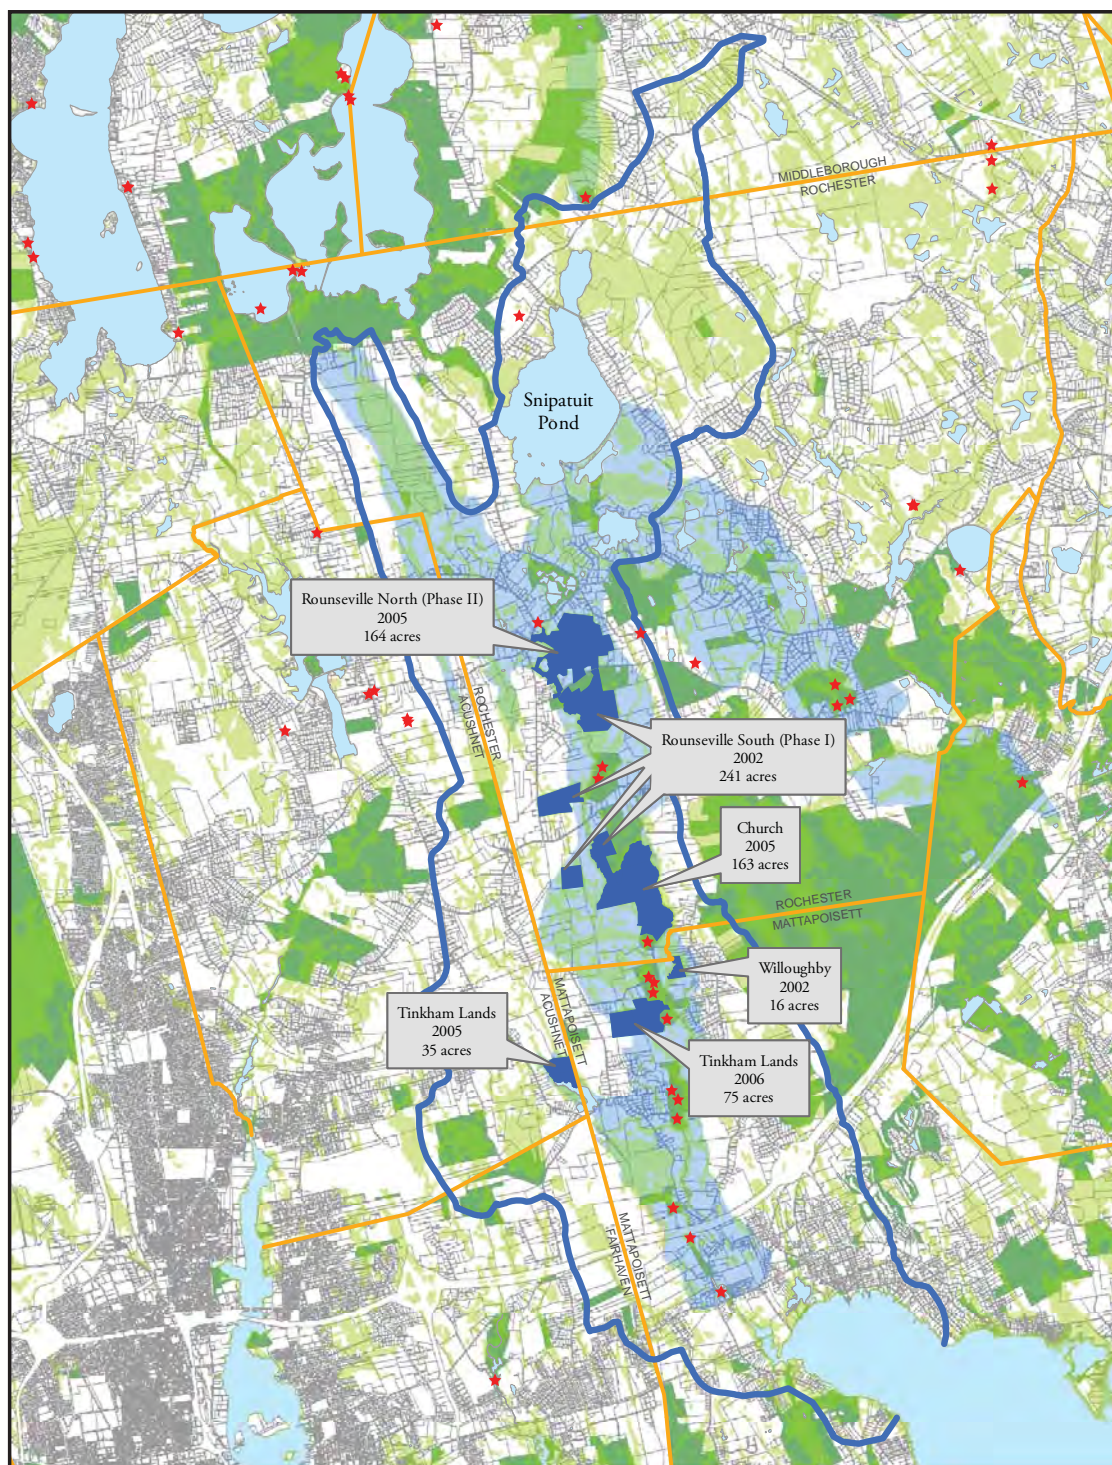 MIDDLEBOROUGH
ROCHESTER
Snipatuit
Pond
Rounseville North (Phase II)
2005
164 acres
ROCHESTER
ACUSHNET
Rounseville South (Phase I)
2002
241 acres
Church
2005
163 acres
ROCHESTER
MATTAPOISETT
Willoughby
2002
16 acres
MATTAPOISETT
ACUSHNET
Tinkham Lands
2005
35 acres
Tinkham Lands
2006
75 acres
MATTAPOISETT
FAIRHAVEN